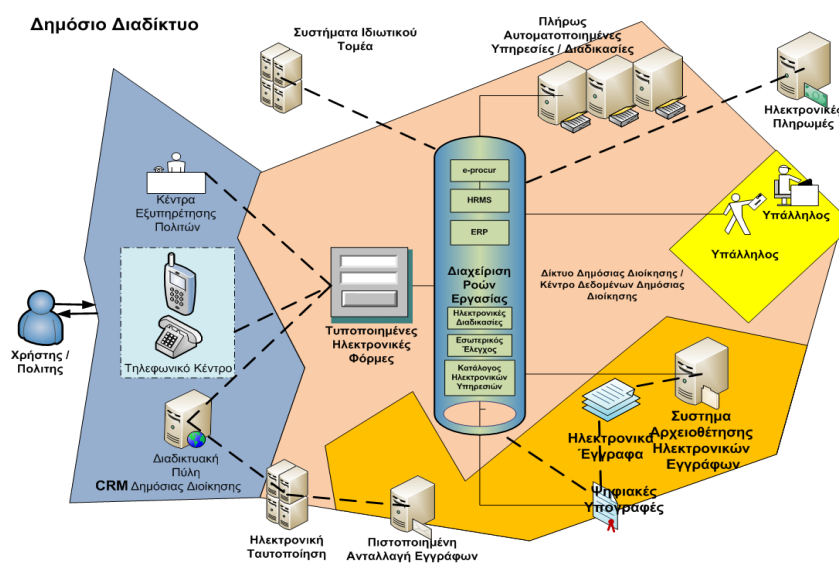 Δημόσιο Διαδίκτυο
Συστήματα Ιδιωτικού
Τομέα
Πλήρως
Αυτοματοποιημένες
Υπηρεσίες / Διαδικασίες
Ηλεκτρονικές
Πληρωμές
Κέντρα
Εξυπηρέτησης
Πολιτών
e-procur
HRMS
ERP
Υπάλληλος
Υπάλληλος
Διαχείριση
Ροών
Εργασίας
Δίκτυο Δημόσιας Διοίκησης /
Κέντρο Δεδομένων Δημόσιας
Διοίκησης
Τυποποιημένες
Ηλεκτρονικές
Φόρμες
Ηλεκτρονικές
Διαδικασίες
Εσωτερικός
Έλεγχος
Κατάλογος
Ηλεκτρονικών
Υπηρεσιών
Χρήστης /
Πολιτης
Τηλεφωνικό Κέντρο
Διαδικτυακή
Πύλη
CRM Δημόσιας Διοίκησης
Ηλεκτρονικά
Έγγραφα
Συστημα
Αρχειοθέτησης
Ηλεκτρονικών
Εγγράφων
Ψηφιακές
Υπογραφές
Ηλεκτρονική
Ταυτοποίηση
Πιστοποιημένη
Ανταλλαγή Εγγράφων